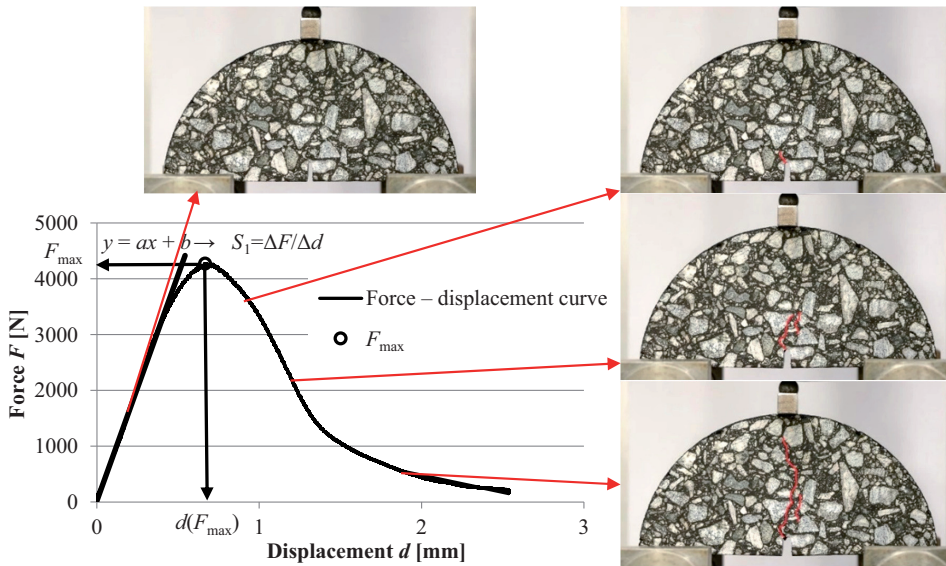 5000
F_max
y = ax + b → S_1=ΔF/Δd
4000
Force – displacement curve
3000
F_max
2000
1000
0
Force F [N]
0
1
2
3
d(F_max)
Displacement d [mm]